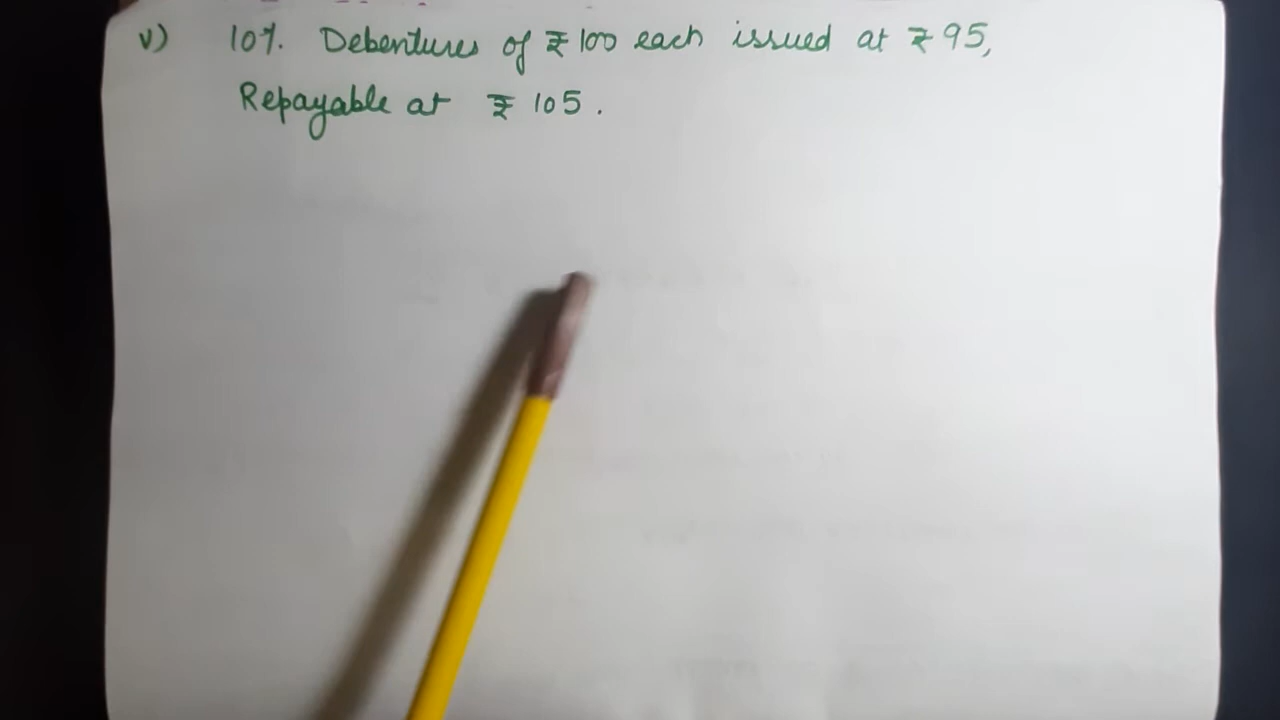 v) 10%. Debentures of ₹ 100 each issued at ₹ 95,
Repayable at ₹ 105.